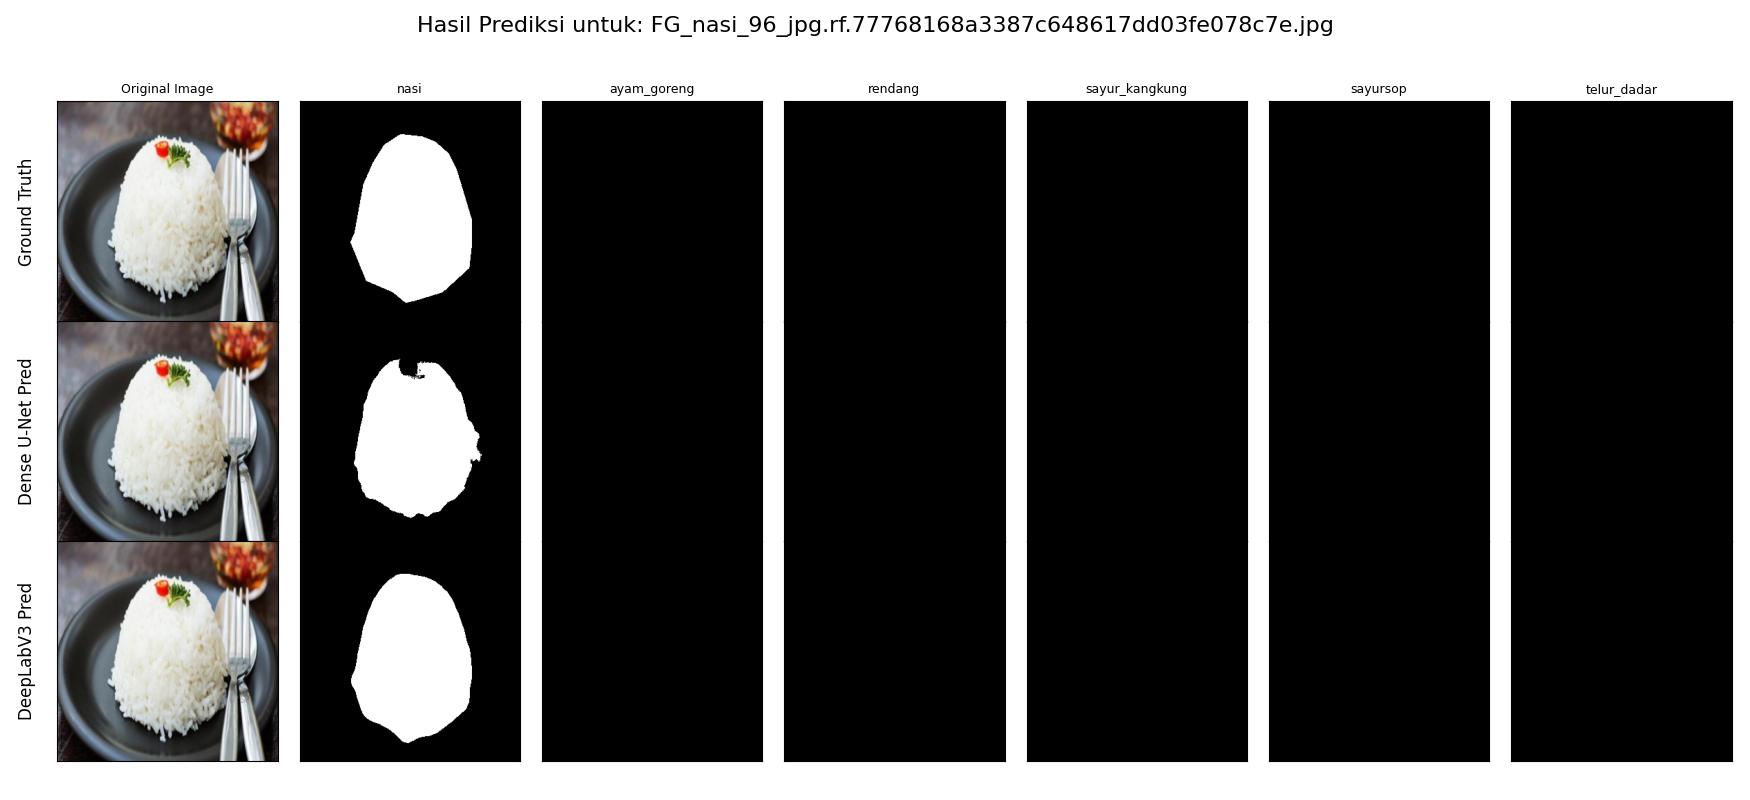 Hasil Prediksi untuk: FG_nasi_96_jpg.rf.77768168a3387c648617dd03fe078c7e.jpg
Original Image
nasi
ayam_goreng
rendang
sayur_kangkung
sayursop
telur_dadar
Ground Truth
Dense U-Net Pred
DeepLabV3 Pred